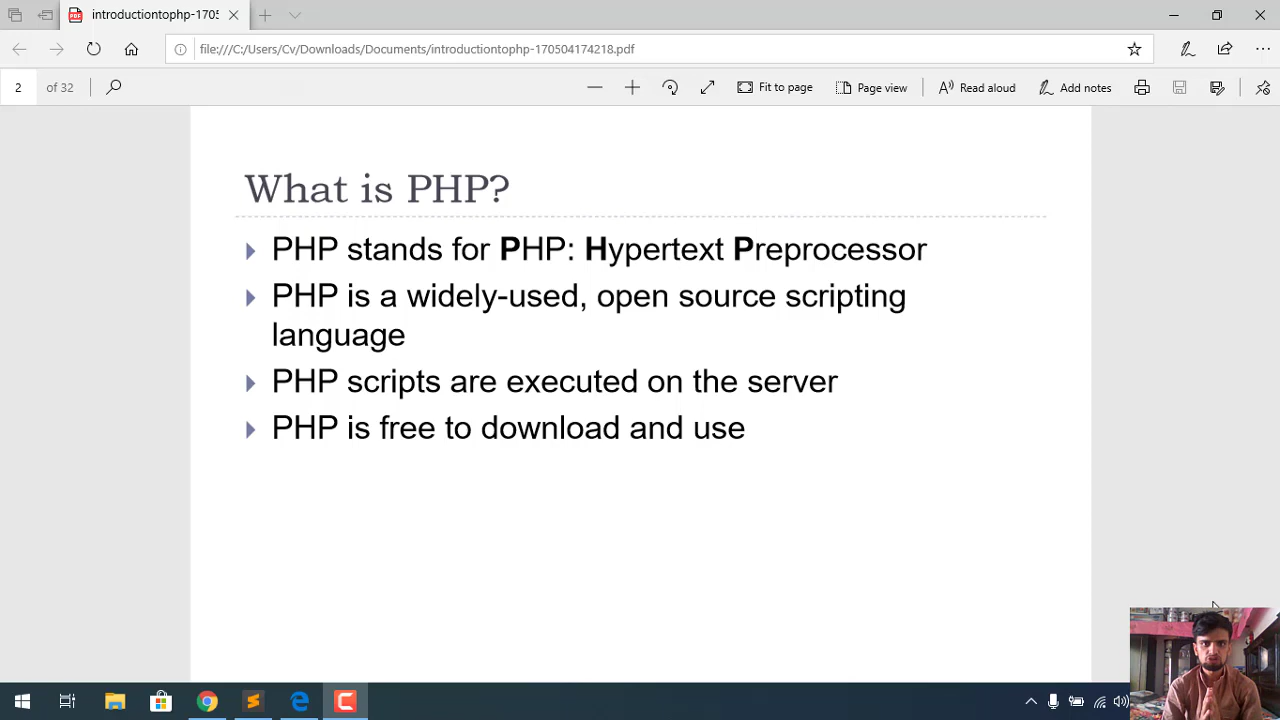 introductiontophp-1705
file:///C:/Users/Cv/Downloads/Documents/introductiontophp-170504174218.pdf
2 of 32 Fit to page Page view Read aloud Add notes
What is PHP?
PHP stands for PHP: Hypertext Preprocessor
PHP is a widely-used, open source scripting
language
PHP scripts are executed on the server
PHP is free to download and use